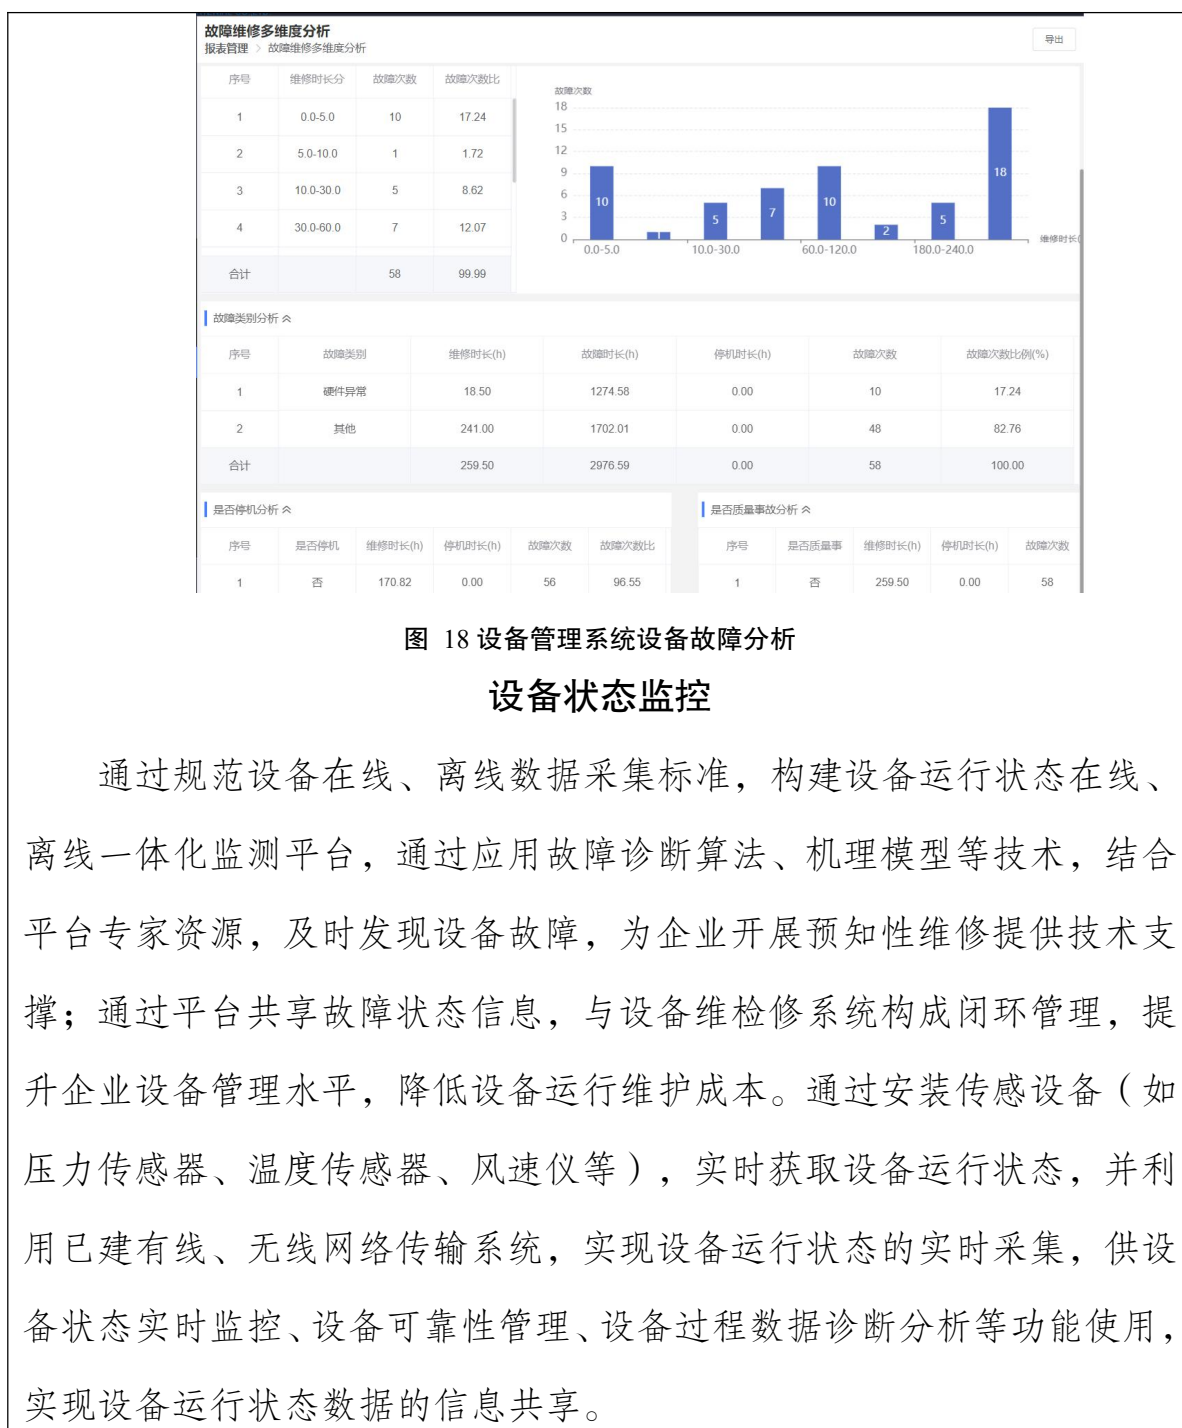 故障维修多维度分析
报表管理 > 故障维修多维度分析
导出
序号 维修时长分 故障次数 故障次数比
1 0.0-5.0 10 17.24
2 5.0-10.0 1 1.72
3 10.0-30.0 5 8.62
4 30.0-60.0 7 12.07
合计 58 99.99
故障次数
18
15
12
9
6
3
0
10 1 5 7 10 2 5 18
0.0-5.0 10.0-30.0 60.0-120.0 180.0-240.0
维修时长(
故障类别分析
序号 故障类别 维修时长(h) 故障时长(h) 停机时长(h) 故障次数 故障次数比例(%)
1 硬件异常 18.50 1274.58 0.00 10 17.24
2 其他 241.00 1702.01 0.00 48 82.76
合计 259.50 2976.59 0.00 58 100.00
是否停机分析
序号 是否停机 维修时长(h) 停机时长(h) 故障次数 故障次数比
1 否 170.82 0.00 56 96.55
是否质量事故分析
序号 是否质量事 维修时长(h) 停机时长(h) 故障次数
1 否 259.50 0.00 58
图 18 设备管理系统设备故障分析
设备状态监控
通过规范设备在线、离线数据采集标准，构建设备运行状态在线、
离线一体化监测平台，通过应用故障诊断算法、机理模型等技术，结合
平台专家资源，及时发现设备故障，为企业开展预知性维修提供技术支
撑；通过平台共享故障状态信息，与设备维检修系统构成闭环管理，提
升企业设备管理水平，降低设备运行维护成本。通过安装传感设备（如
压力传感器、温度传感器、风速仪等），实时获取设备运行状态，并利
用已建有线、无线网络传输系统，实现设备运行状态的实时采集，供设
备状态实时监控、设备可靠性管理、设备过程数据诊断分析等功能使用，
实现设备运行状态数据的信息共享。